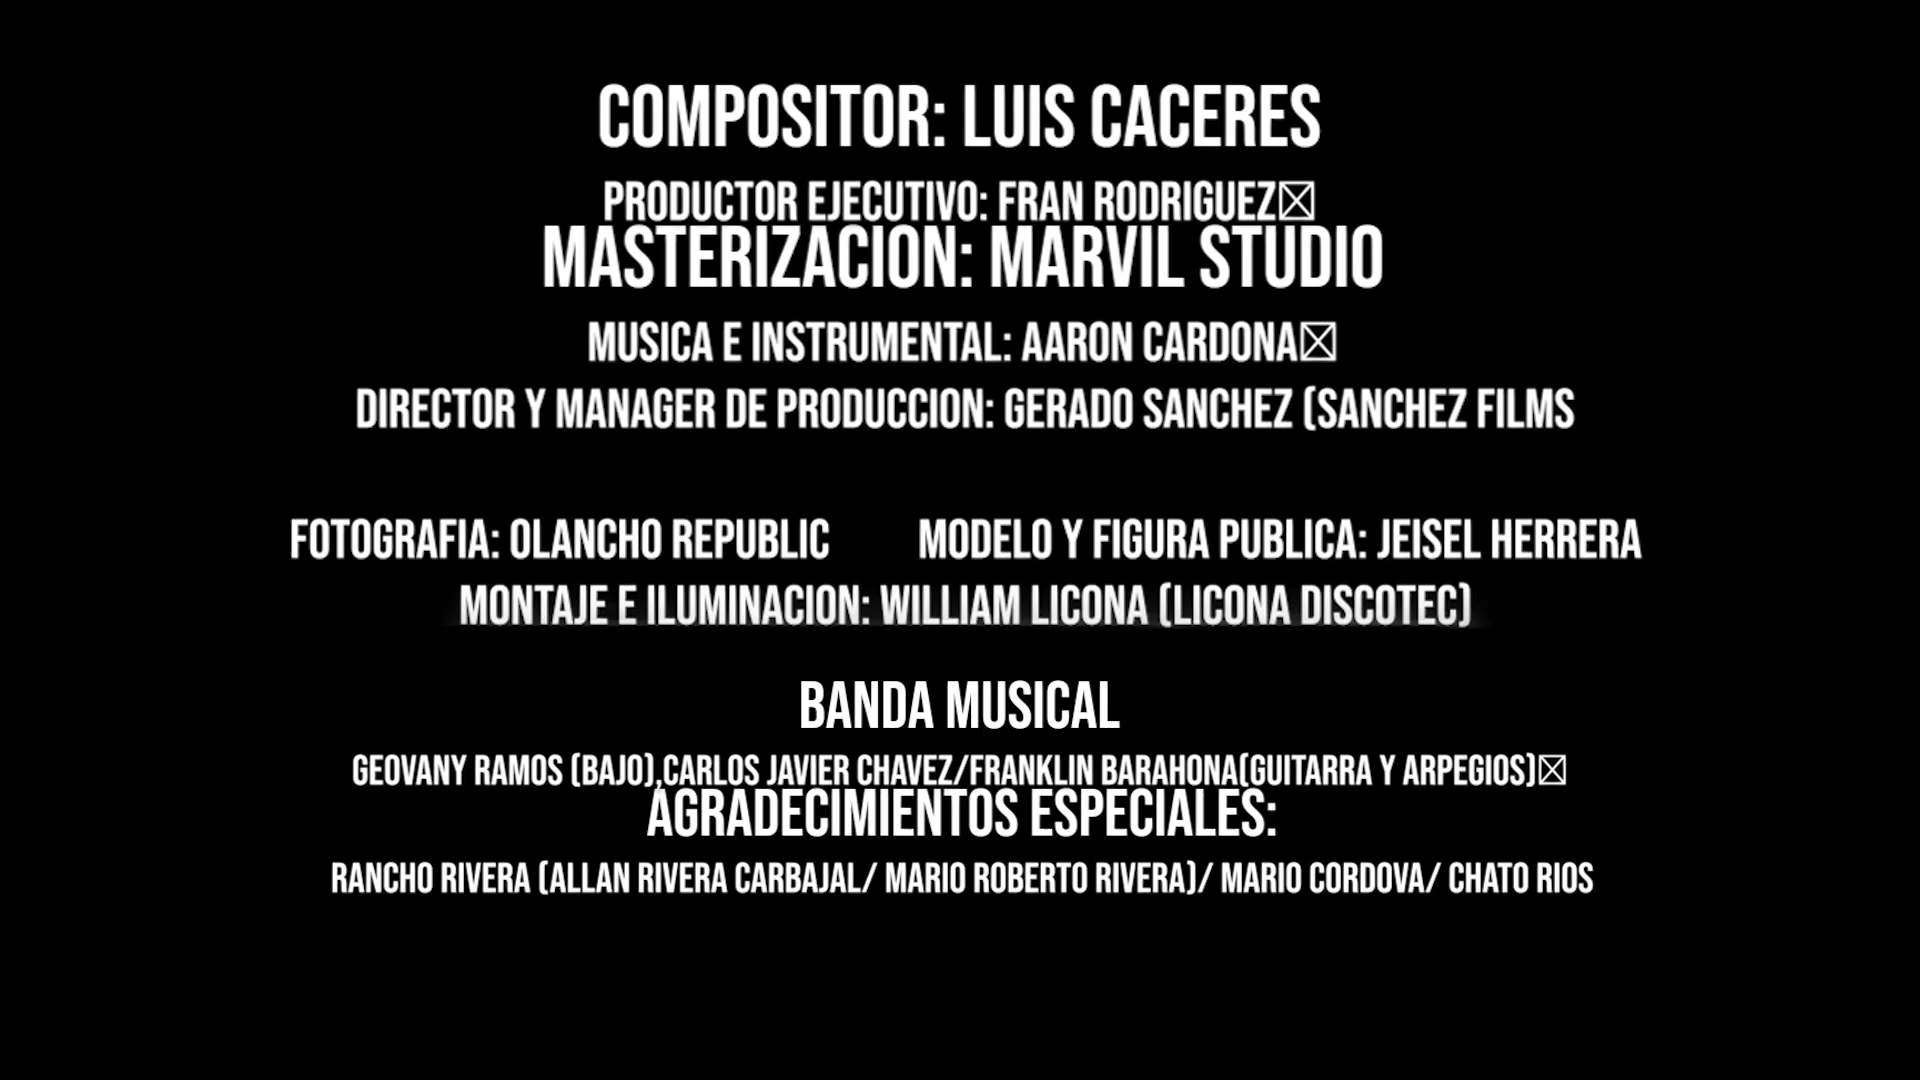 COMPOSITOR: LUIS CACERES
PRODUCTOR EJECUTIVO: FRAN RODRIGUEZ
MASTERIZACION: MARVIL STUDIO
MUSICA E INSTRUMENTAL: AARON CARDONA
DIRECTOR Y MANAGER DE PRODUCCION: GERADO SANCHEZ (SANCHEZ FILMS
FOTOGRAFIA: OLANCHO REPUBLIC MODELO Y FIGURA PUBLICA: JEISEL HERRERA
MONTAJE E ILUMINACION: WILLIAM LICONA (LICONA DISCOTEC)
BANDA MUSICAL
GEOVANY RAMOS (BAJO),CARLOS JAVIER CHAVEZ/FRANKLIN BARAHONA(GUITARRA Y ARPEGIOS)
AGRADECIMIENTOS ESPECIALES:
RANCHO RIVERA (ALLAN RIVERA CARBAJAL/ MARIO ROBERTO RIVERA)/ MARIO CORDOVA/ CHATO RIOS